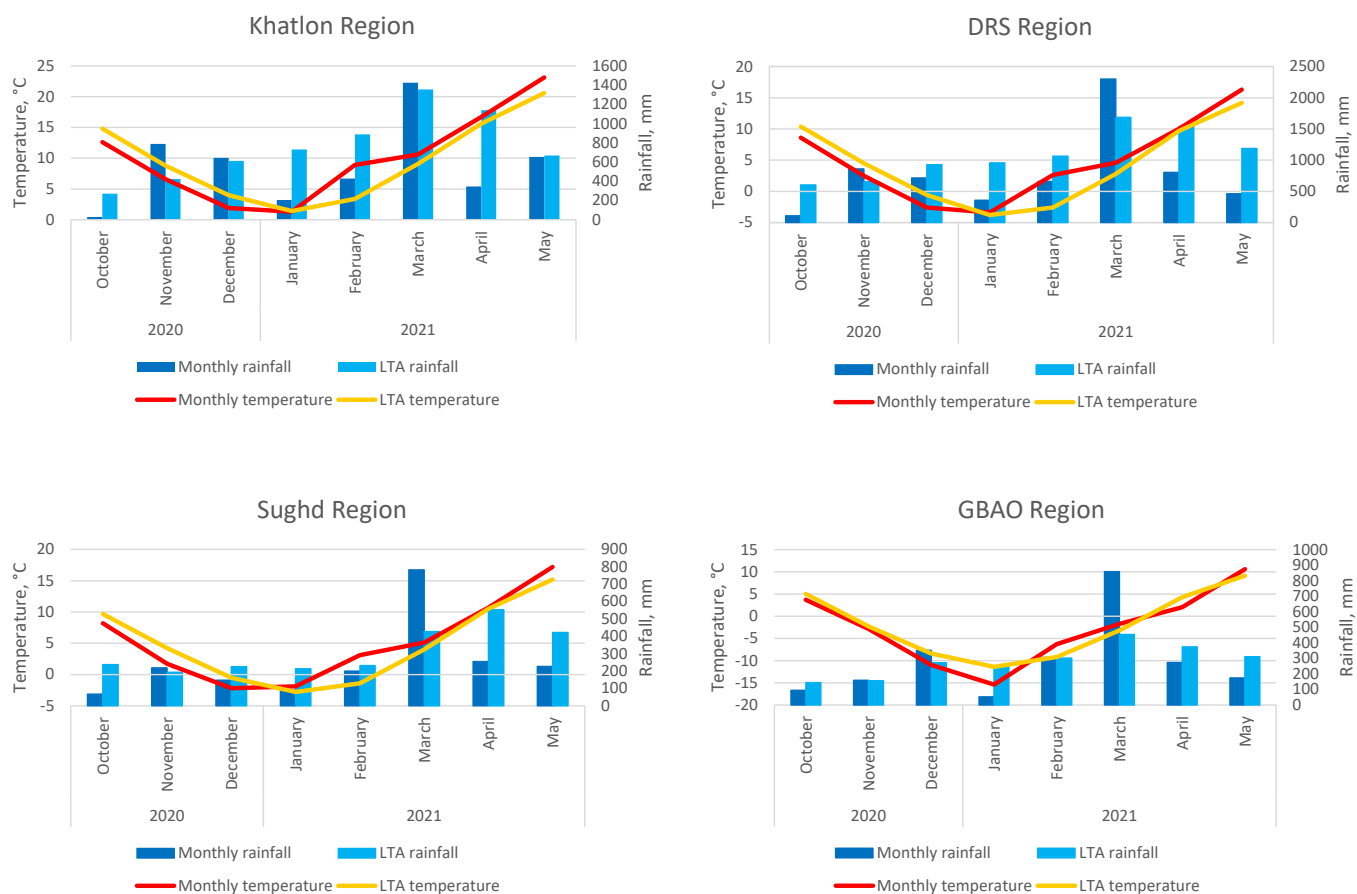 Khatlon Region
Temperature, °C
25
20
15
10
5
0
1600
1400
1200
1000
800
600
400
200
0
Rainfall, mm
October
November
December
January
February
March
April
May
2020
2021
Monthly rainfall
LTA rainfall
Monthly temperature
LTA temperature
DRS Region
Temperature, °C
20
15
10
5
0
-5
2500
2000
1500
1000
500
0
Rainfall, mm
October
November
December
January
February
March
April
May
2020
2021
Monthly rainfall
LTA rainfall
Monthly temperature
LTA temperature
Sughd Region
Temperature, °C
20
15
10
5
0
-5
900
800
700
600
500
400
300
200
100
0
Rainfall, mm
October
November
December
January
February
March
April
May
2020
2021
Monthly rainfall
LTA rainfall
Monthly temperature
LTA temperature
GBAO Region
Temperature, °C
15
10
5
0
-5
-10
-15
-20
1000
900
800
700
600
500
400
300
200
100
0
Rainfall, mm
October
November
December
January
February
March
April
May
2020
2021
Monthly rainfall
LTA rainfall
Monthly temperature
LTA temperature